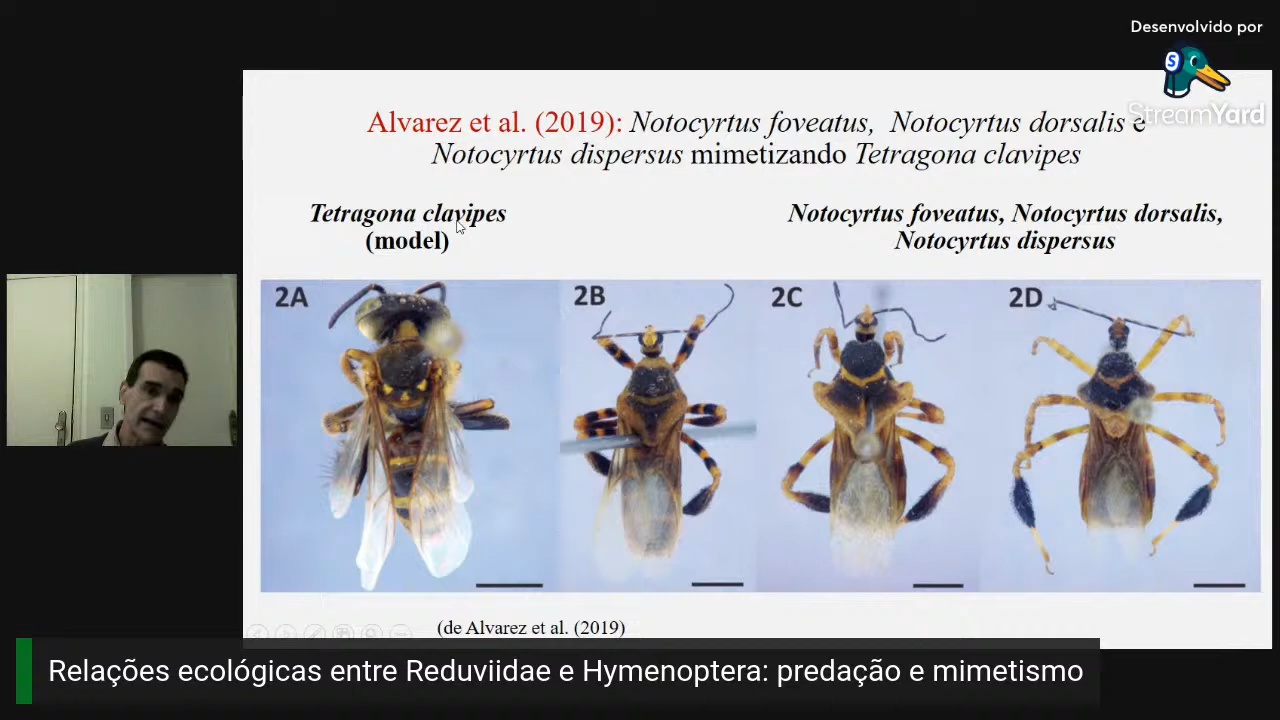 Desenvolvido por
S
StreamYard
Alvarez et al. (2019): Notocyrtus foveatus, Notocyrtus dorsalis e
Notocyrtus dispersus mimetizando Tetragona clavipes
Tetragona clavipes
(model)
Notocyrtus foveatus, Notocyrtus dorsalis,
Notocyrtus dispersus
2A
2B
2C
2D
(de Alvarez et al. (2019)
Relações ecológicas entre Reduviidae e Hymenoptera: predação e mimetismo